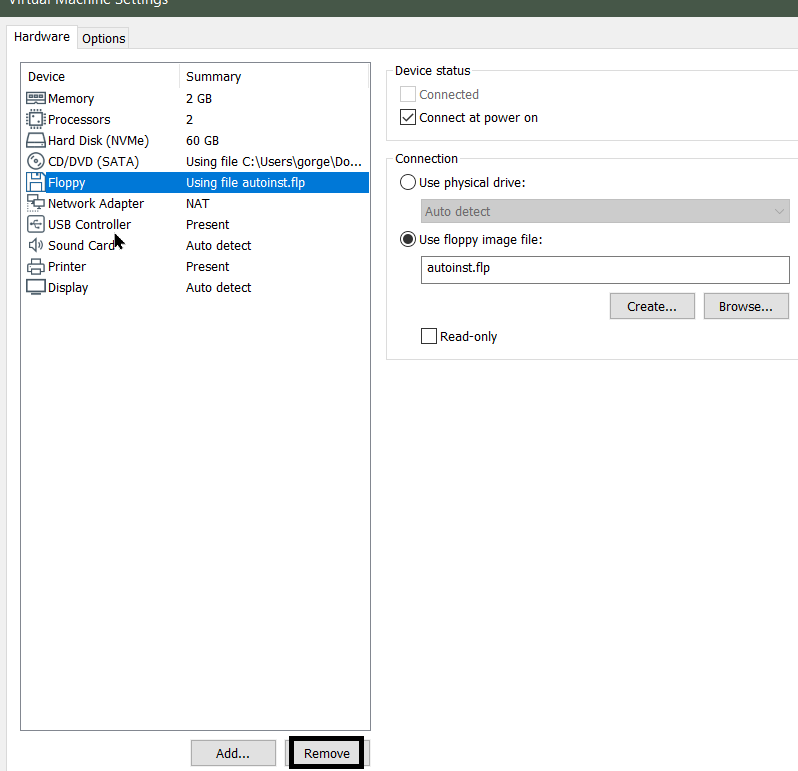 Virtual Machine Settings
Hardware
Options
Device Summary
Memory 2 GB
Processors 2
Hard Disk (NVMe) 60 GB
CD/DVD (SATA) Using file C:\Users\gorge\Do...
Floppy Using file autoinst.flp
Network Adapter NAT
USB Controller Present
Sound Card Auto detect
Printer Present
Display Auto detect
Add...
Remove
Device status
Connected
Connect at power on
Connection
Use physical drive:
Auto detect
Use floppy image file:
autoinst.flp
Create...
Browse...
Read-only